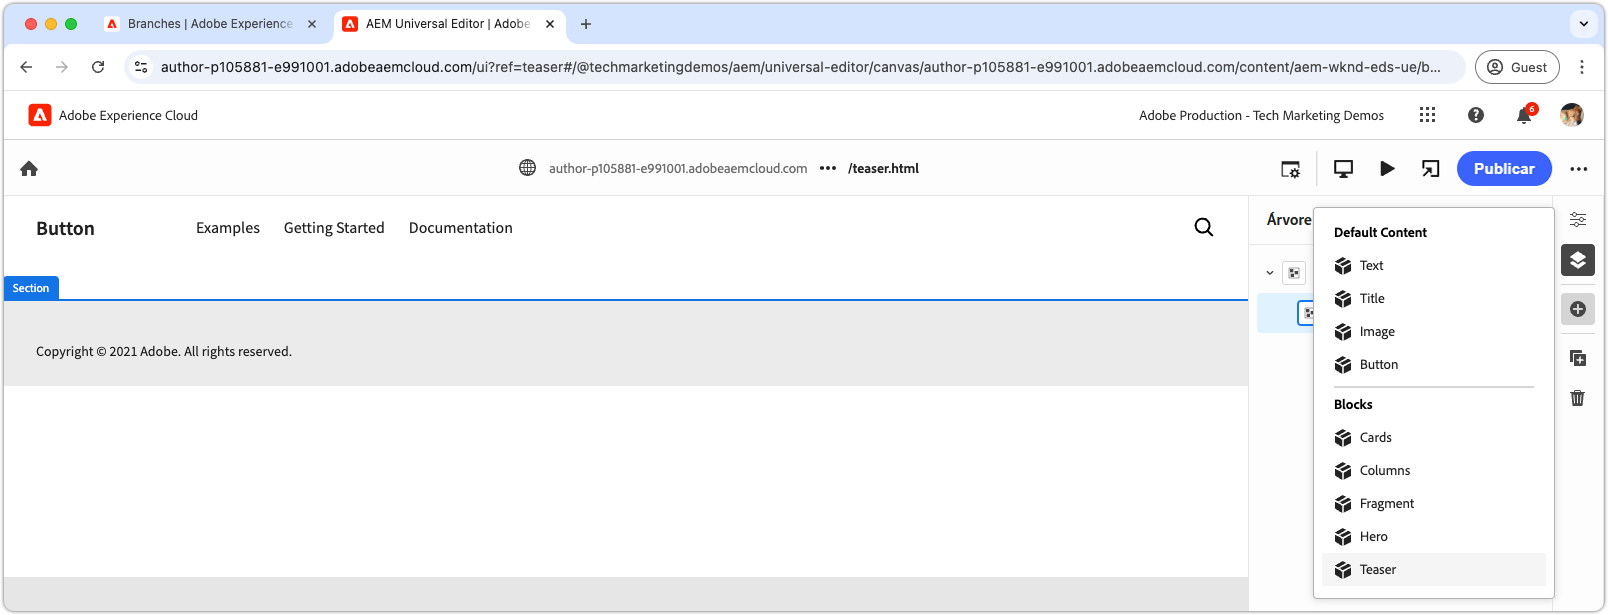 Branches | Adobe Experience
AEM Universal Editor | Adobe
author-p105881-e991001.adobeaemcloud.com/ui?ref=teaser#/@techmarketingdemos/aem/universal-editor/canvas/author-p105881-e991001.adobeaemcloud.com/content/aem-wknd-eds-ue/b...
Guest
Adobe Experience Cloud
Adobe Production - Tech Marketing Demos
6
author-p105881-e991001.adobeaemcloud.com ••• /teaser.html
Publicar
Button
Examples
Getting Started
Documentation
Árvore
Section
Copyright © 2021 Adobe. All rights reserved.
Default Content
Text
Title
Image
Button
Blocks
Cards
Columns
Fragment
Hero
Teaser